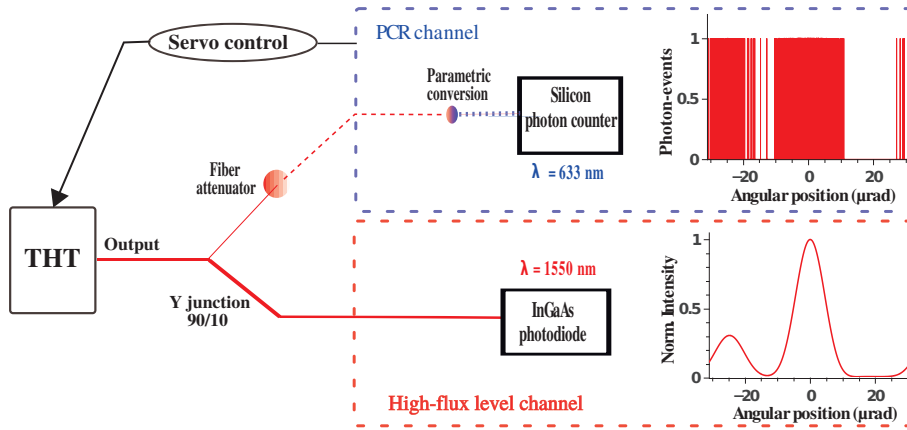 Servo control
PCR channel
Parametric
conversion
Silicon
photon counter
λ = 633 nm
Fiber
attenuator
THT
Output
Y junction
90/10
λ = 1550 nm
InGaAs
photodiode
High-flux level channel
Photon-events
1
0.5
0
−20
0
20
Angular position (μrad)
Norm. Intensity
1
0.5
0
−20
0
20
Angular position (μrad)